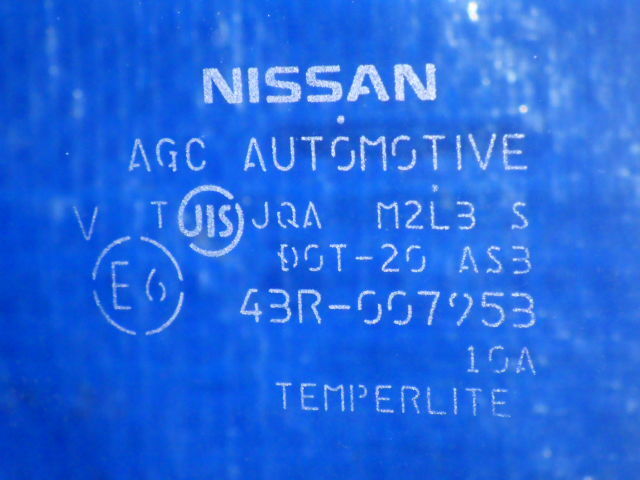 NISSAN
AGC AUTOMOTIVE
V T JIS JQA M2L3 S
E6 DOT-20 AS3
43R-007953
10A
TEMPERLITE